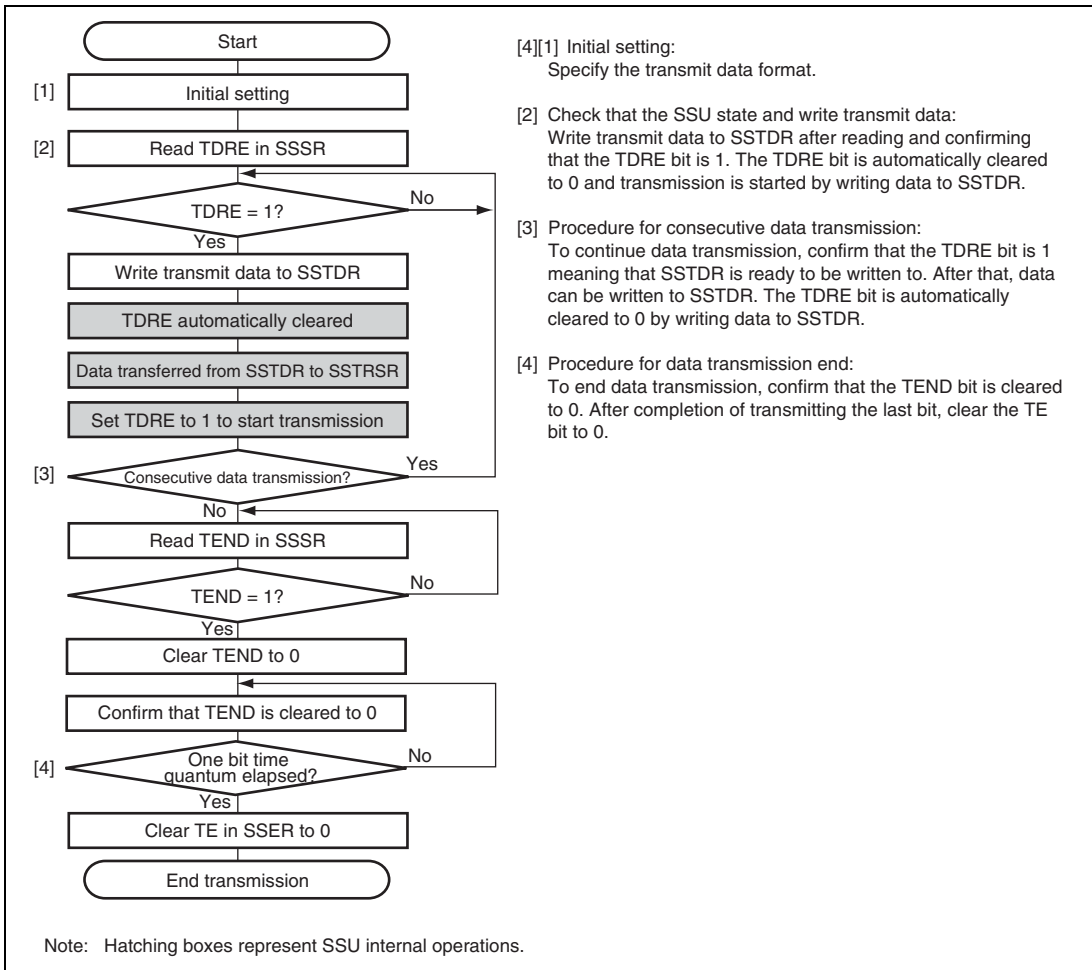 Start
[1] Initial setting
[2] Read TDRE in SSSR
TDRE = 1?
No
Yes
Write transmit data to SSTDR
TDRE automatically cleared
Data transferred from SSTDR to SSTRSR
Set TDRE to 1 to start transmission
[3] Consecutive data transmission?
Yes
No
Read TEND in SSSR
TEND = 1?
No
Yes
Clear TEND to 0
Confirm that TEND is cleared to 0
[4] One bit time
quantum elapsed?
No
Yes
Clear TE in SSER to 0
End transmission
[4][1] Initial setting:
Specify the transmit data format.
[2] Check that the SSU state and write transmit data:
Write transmit data to SSTDR after reading and confirming
that the TDRE bit is 1. The TDRE bit is automatically cleared
to 0 and transmission is started by writing data to SSTDR.
[3] Procedure for consecutive data transmission:
To continue data transmission, confirm that the TDRE bit is 1
meaning that SSTDR is ready to be written to. After that, data
can be written to SSTDR. The TDRE bit is automatically
cleared to 0 by writing data to SSTDR.
[4] Procedure for data transmission end:
To end data transmission, confirm that the TEND bit is cleared
to 0. After completion of transmitting the last bit, clear the TE
bit to 0.
Note: Hatching boxes represent SSU internal operations.